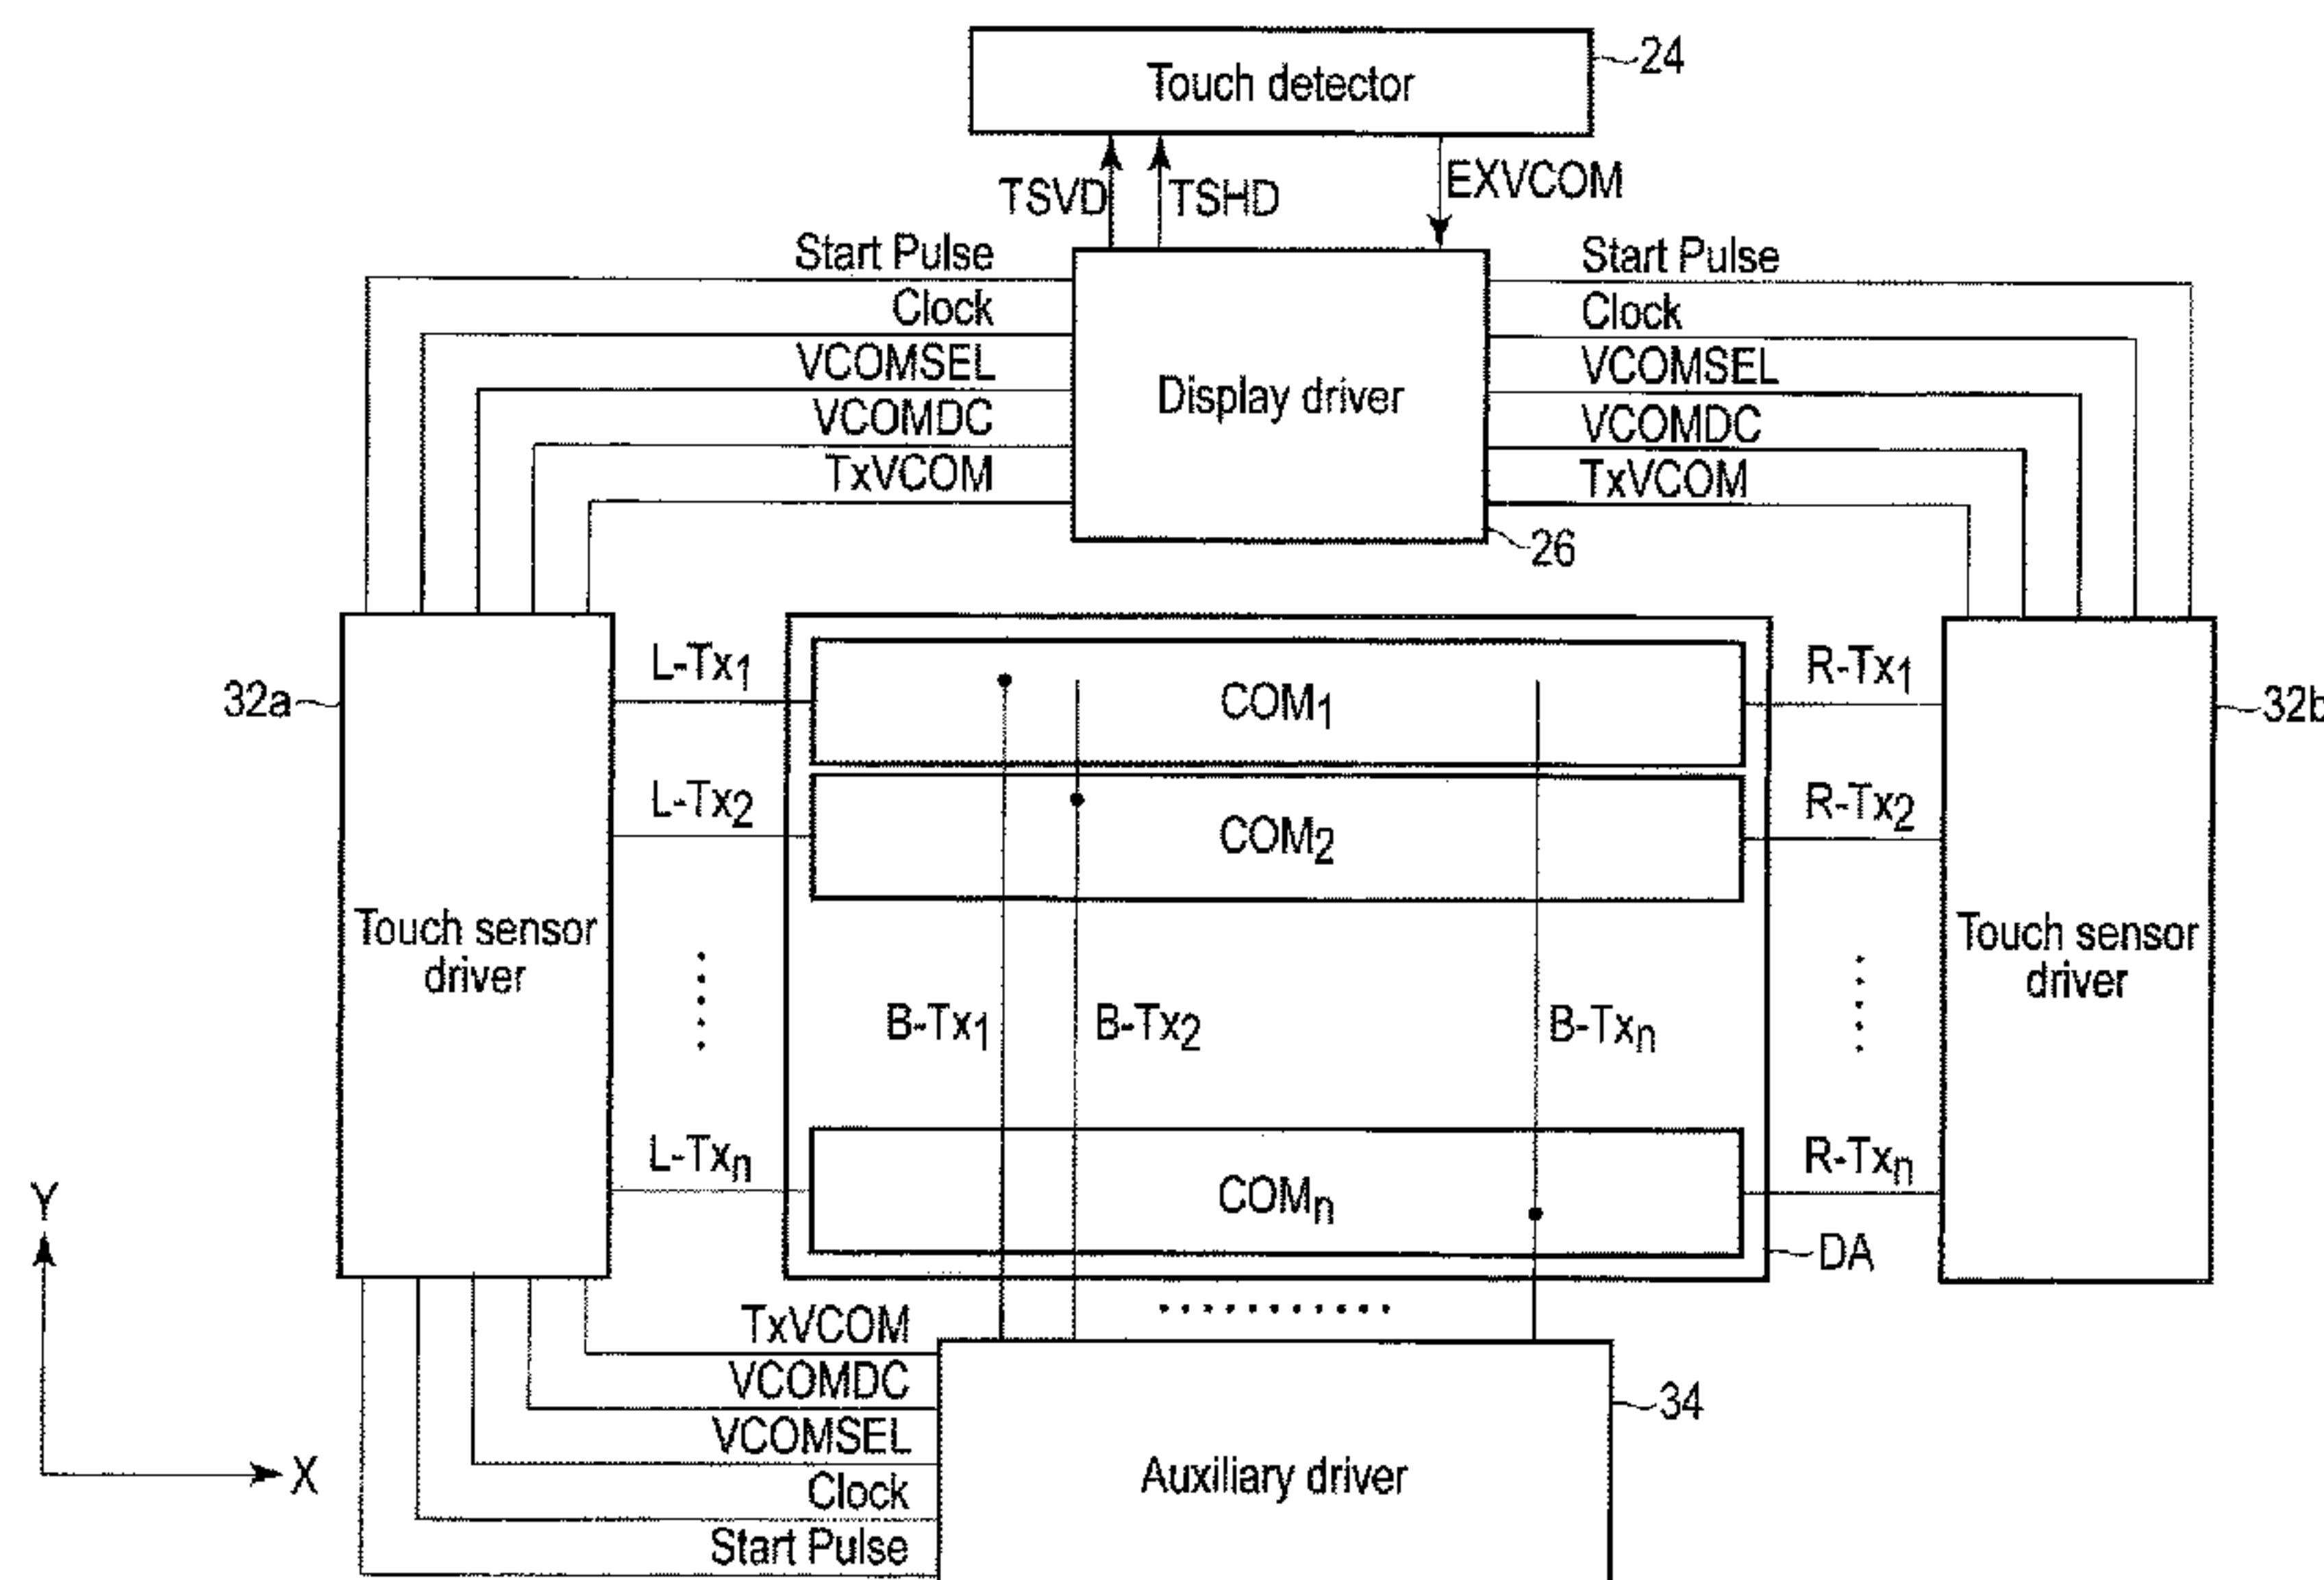 Touch detector
24
TSVD
TSHD
EXVCOM
Start Pulse
Clock
VCOMSEL
VCOMDC
TxVCOM
Display driver
26
Start Pulse
Clock
VCOMSEL
VCOMDC
TxVCOM
32a
Touch sensor
driver
L-Tx1
L-Tx2
L-Txn
COM1
COM2
COMn
B-Tx1
B-Tx2
B-Txn
R-Tx1
R-Tx2
R-Txn
Touch sensor
driver
32b
DA
Y
X
TxVCOM
VCOMDC
VCOMSEL
Clock
Start Pulse
Auxiliary driver
34